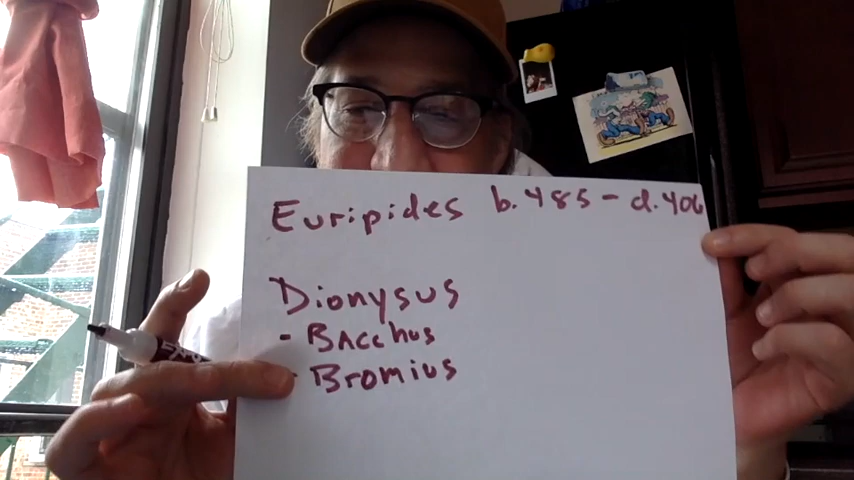 Euripides b.485 - d.406
Dionysus
- BAcchus
- Bromius